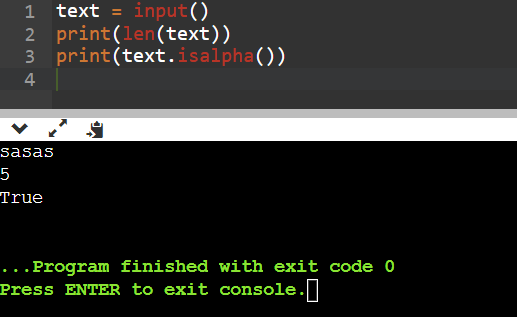 1 text = input()
2 print(len(text))
3 print(text.isalpha())
4
sasas
5
True
...Program finished with exit code 0
Press ENTER to exit console.